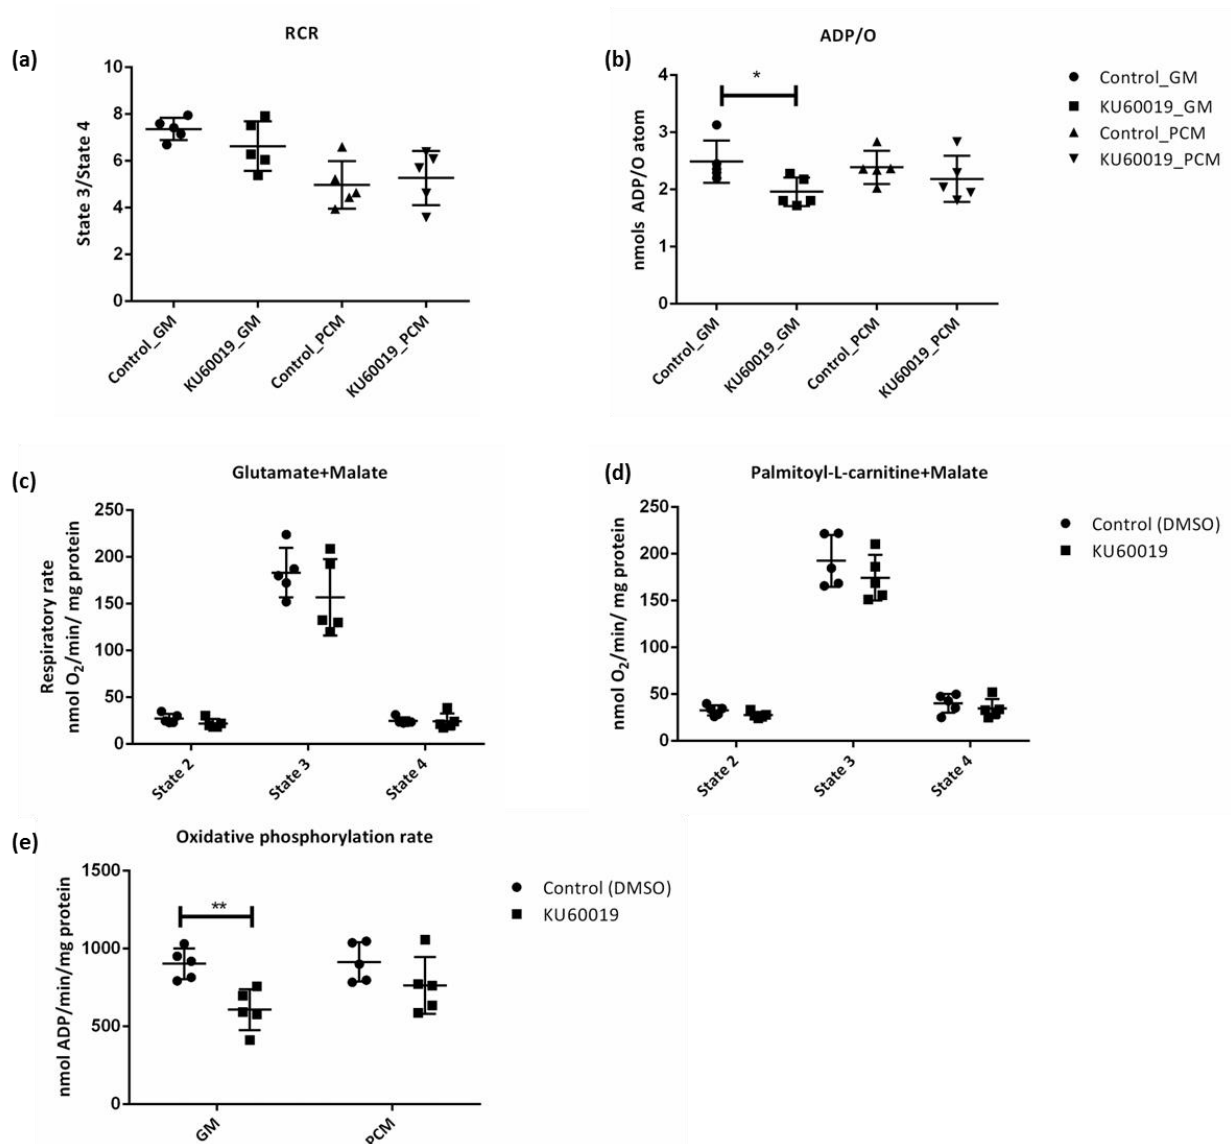 (a)
RCR
State 3/State 4
10
8
6
4
2
0
Control_GM
KU60019_GM
Control_PCM
KU60019_PCM
(b)
ADP/O
nmols ADP/O atom
4
3
2
1
0
*
Control_GM
KU60019_GM
Control_PCM
KU60019_PCM
Control_GM
KU60019_GM
Control_PCM
KU60019_PCM
(c)
Glutamate+Malate
Respiratory rate
nmol O₂/min/ mg protein
250
200
150
100
50
0
State 2
State 3
State 4
(d)
Palmitoyl-L-carnitine+Malate
nmol O₂/min/ mg protein
250
200
150
100
50
0
State 2
State 3
State 4
Control (DMSO)
KU60019
(e)
Oxidative phosphorylation rate
nmol ADP/min/mg protein
1500
1000
500
0
**
GM
PCM
Control (DMSO)
KU60019